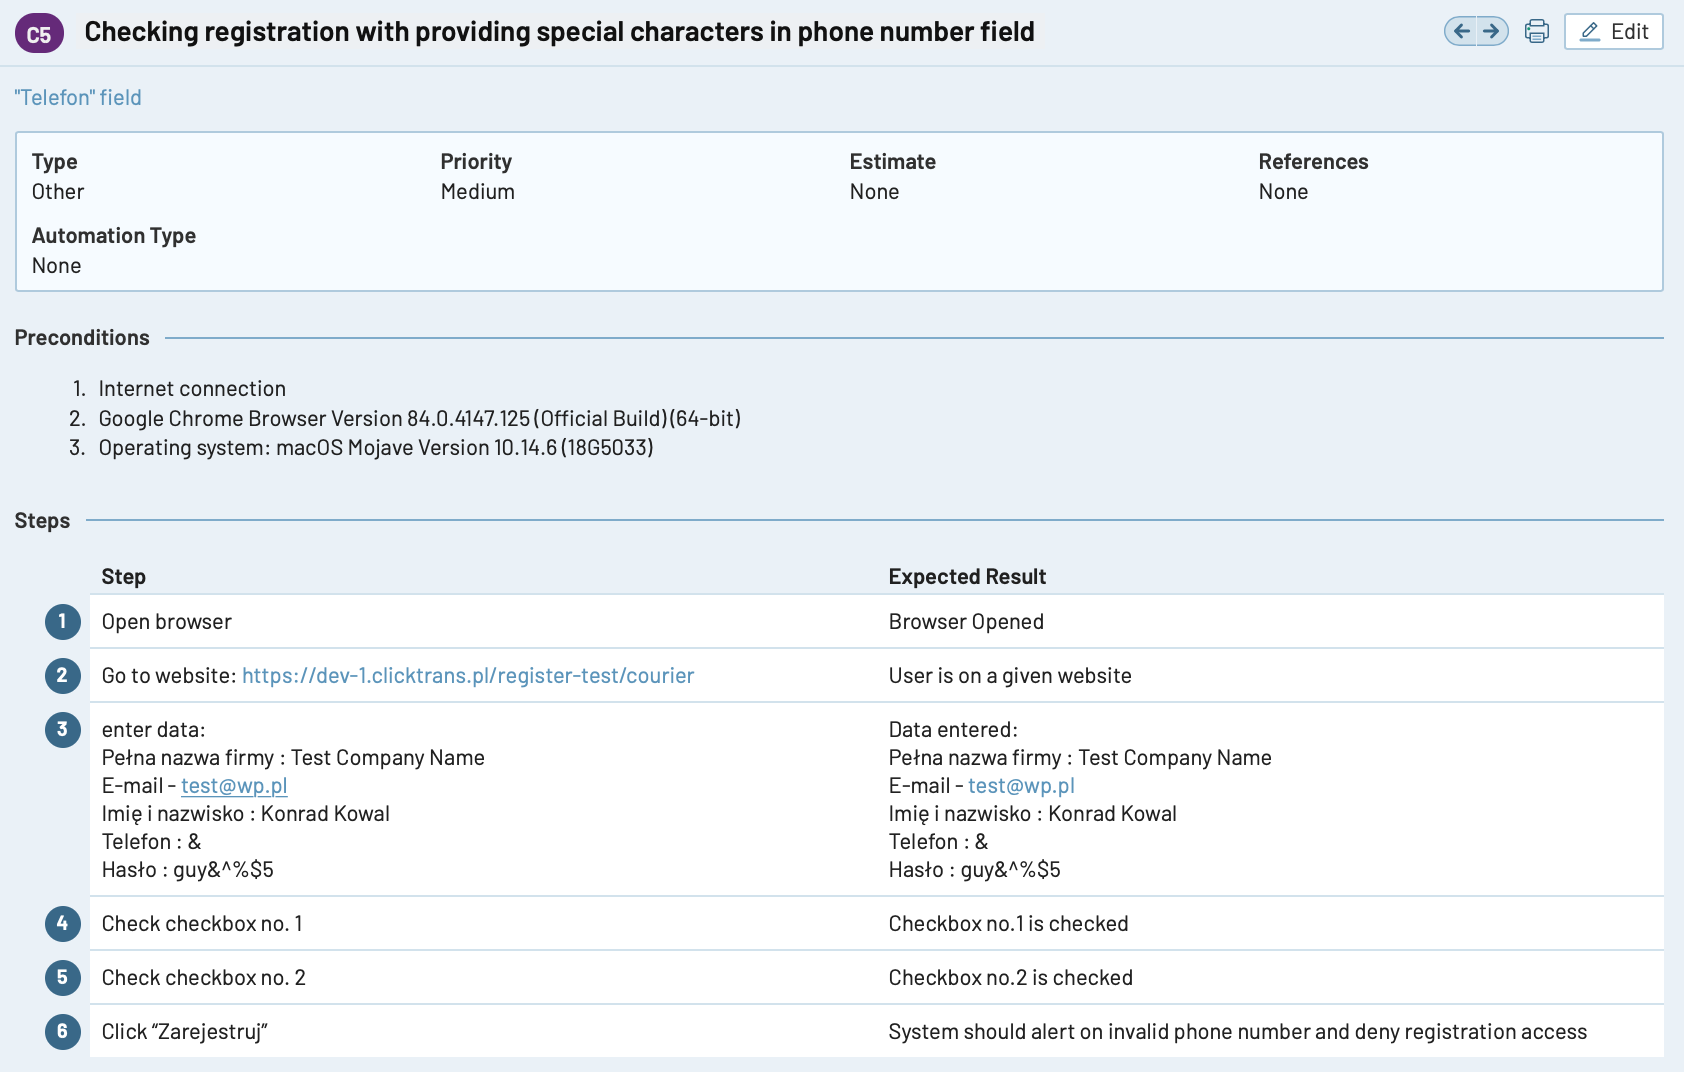 C5 Checking registration with providing special characters in phone number field Edit
"Telefon" field
Type Priority Estimate References
Other Medium None None
Automation Type
None
Preconditions
1. Internet connection
2. Google Chrome Browser Version 84.0.4147.125 (Official Build) (64-bit)
3. Operating system: macOS Mojave Version 10.14.6 (18G5033)
Steps
Step Expected Result
1 Open browser Browser Opened
2 Go to website: https://dev-1.clicktrans.pl/register-test/courier User is on a given website
3 enter data: Data entered:
Pełna nazwa firmy : Test Company Name Pełna nazwa firmy : Test Company Name
E-mail - test@wp.pl E-mail - test@wp.pl
Imię i nazwisko : Konrad Kowal Imię i nazwisko : Konrad Kowal
Telefon : & Telefon : &
Hasło : guy&^%$5 Hasło : guy&^%$5
4 Check checkbox no. 1 Checkbox no.1 is checked
5 Check checkbox no. 2 Checkbox no.2 is checked
6 Click “Zarejestruj” System should alert on invalid phone number and deny registration access